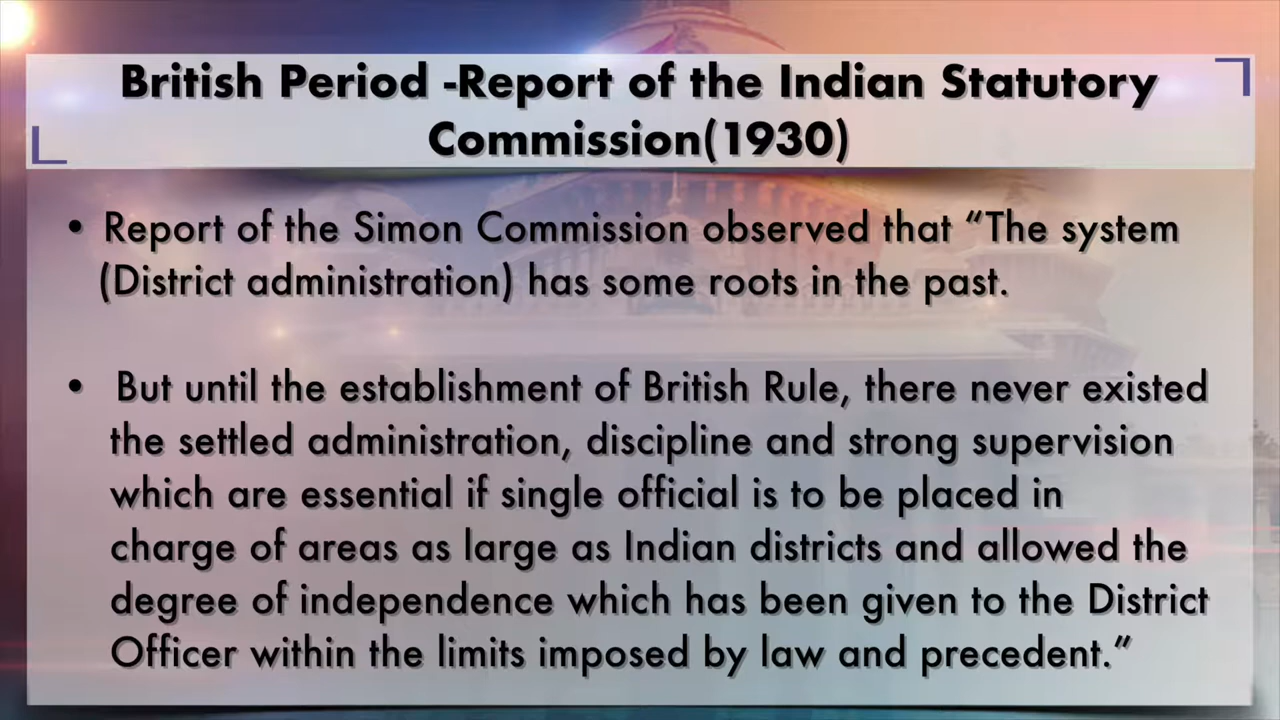 British Period -Report of the Indian Statutory
Commission(1930)
• Report of the Simon Commission observed that “The system
(District administration) has some roots in the past.
• But until the establishment of British Rule, there never existed
the settled administration, discipline and strong supervision
which are essential if single official is to be placed in
charge of areas as large as Indian districts and allowed the
degree of independence which has been given to the District
Officer within the limits imposed by law and precedent.”